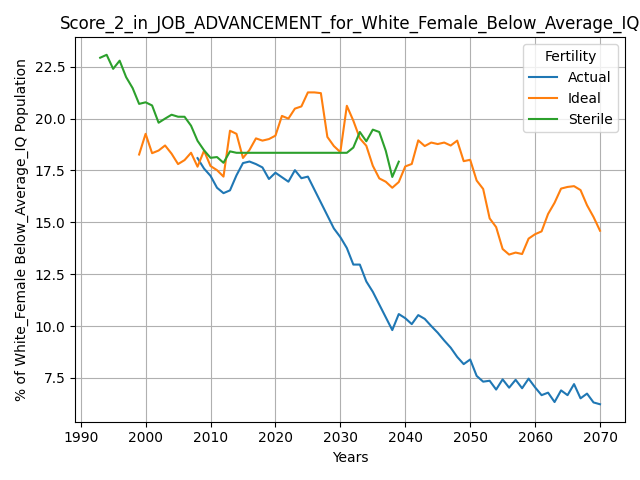 Score_2_in_JOB_ADVANCEMENT_for_White_Female_Below_Average_IQ
% of White_Female Below_Average_IQ Population
22.5
20.0
17.5
15.0
12.5
10.0
7.5
Fertility
Actual
Ideal
Sterile
1990 2000 2010 2020 2030 2040 2050 2060 2070
Years